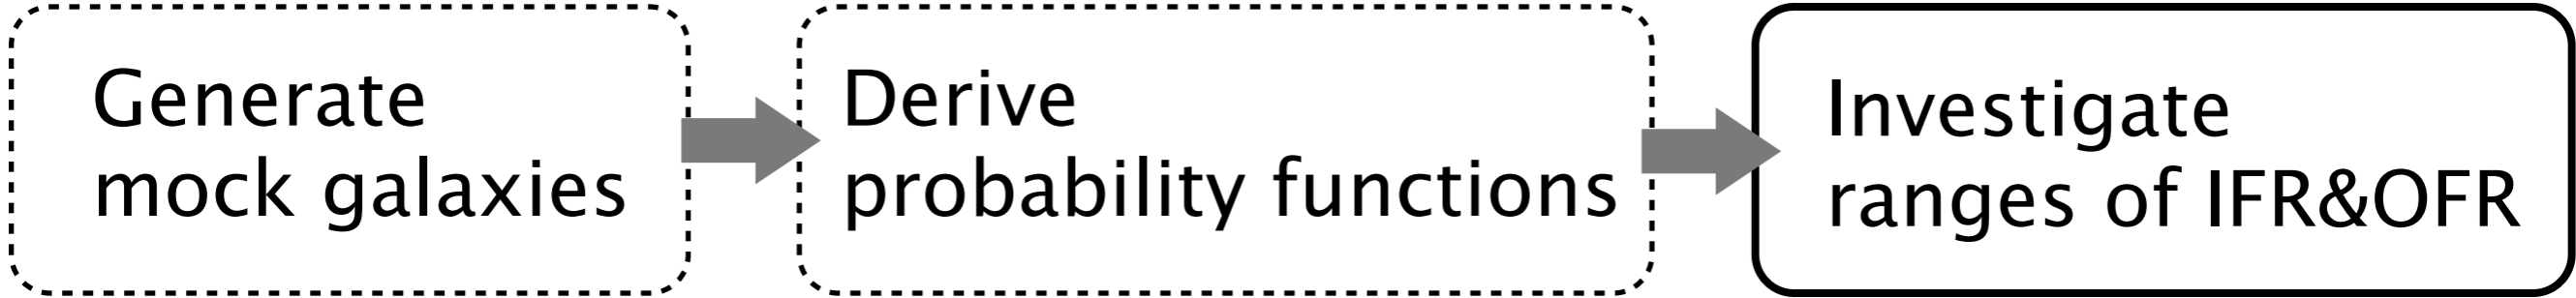 Generate
mock galaxies
Derive
probability functions
Investigate
ranges of IFR&OFR